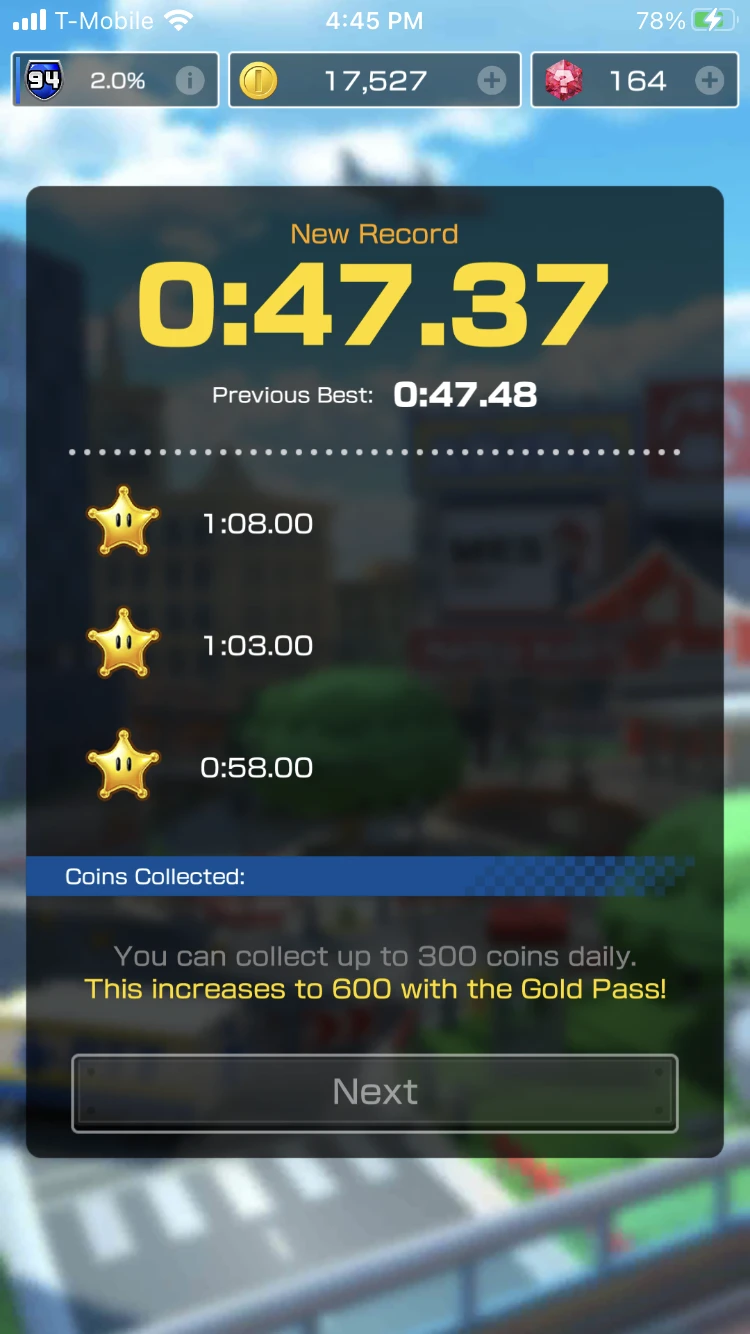 T-Mobile 4:45 PM 78%
94 2.0% i 17,527 + 164 +
New Record
0:47.37
Previous Best: 0:47.48
1:08.00
1:03.00
0:58.00
Coins Collected:
You can collect up to 300 coins daily.
This increases to 600 with the Gold Pass!
Next